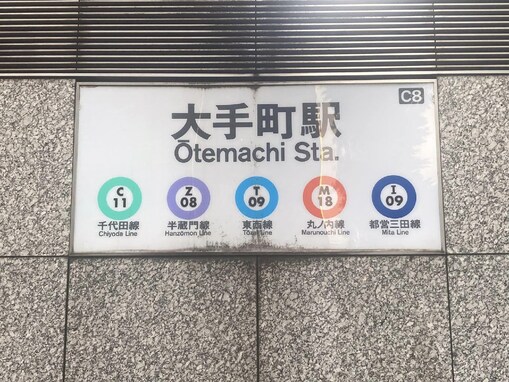 C8
大手町駅
Ōtemachi Sta.
C 11
Z 08
T 09
M 18
I 09
千代田線
Chiyoda Line
半蔵門線
Hanzōmon Line
東西線
Tōzai Line
丸ノ内線
Marunouchi Line
都営三田線
Mita Line